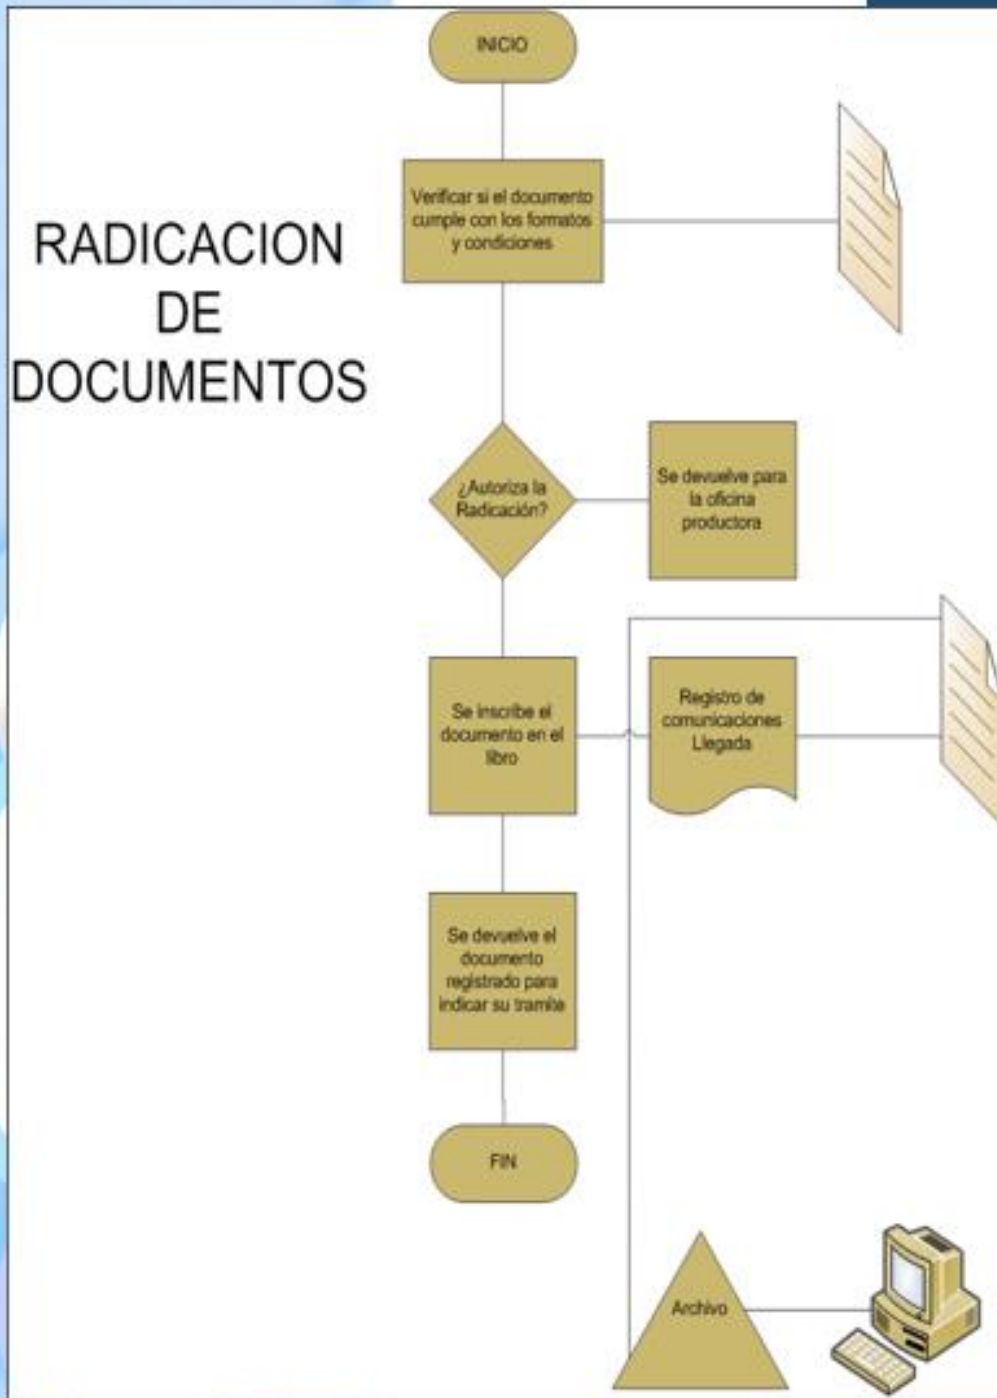 INICIO
Verificar si el documento
cumple con los formatos
y condiciones
RADICACION
DE
DOCUMENTOS
¿Autoriza la
Radicación?
Se devuelve para
la oficina
productora
Se inscribe el
documento en el
libro
Registro de
comunicaciones
Llegada
Se devuelve el
documento
registrado para
indicar su tramite
FIN
Archivo